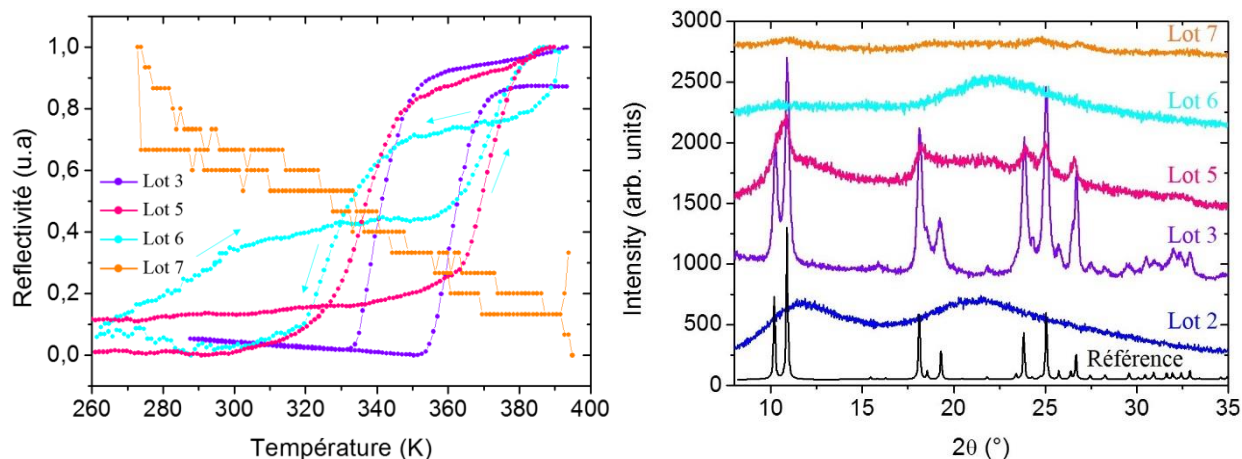 1,0
0,8
0,6
0,4
0,2
0,0
Reflectivité (u.a)
Lot 3
Lot 5
Lot 6
Lot 7
260 280 300 320 340 360 380 400
Température (K)
3000
2500
2000
1500
1000
500
0
Intensity (arb. units)
Lot 7
Lot 6
Lot 5
Lot 3
Lot 2
Référence
10 15 20 25 30 35
2θ (°)